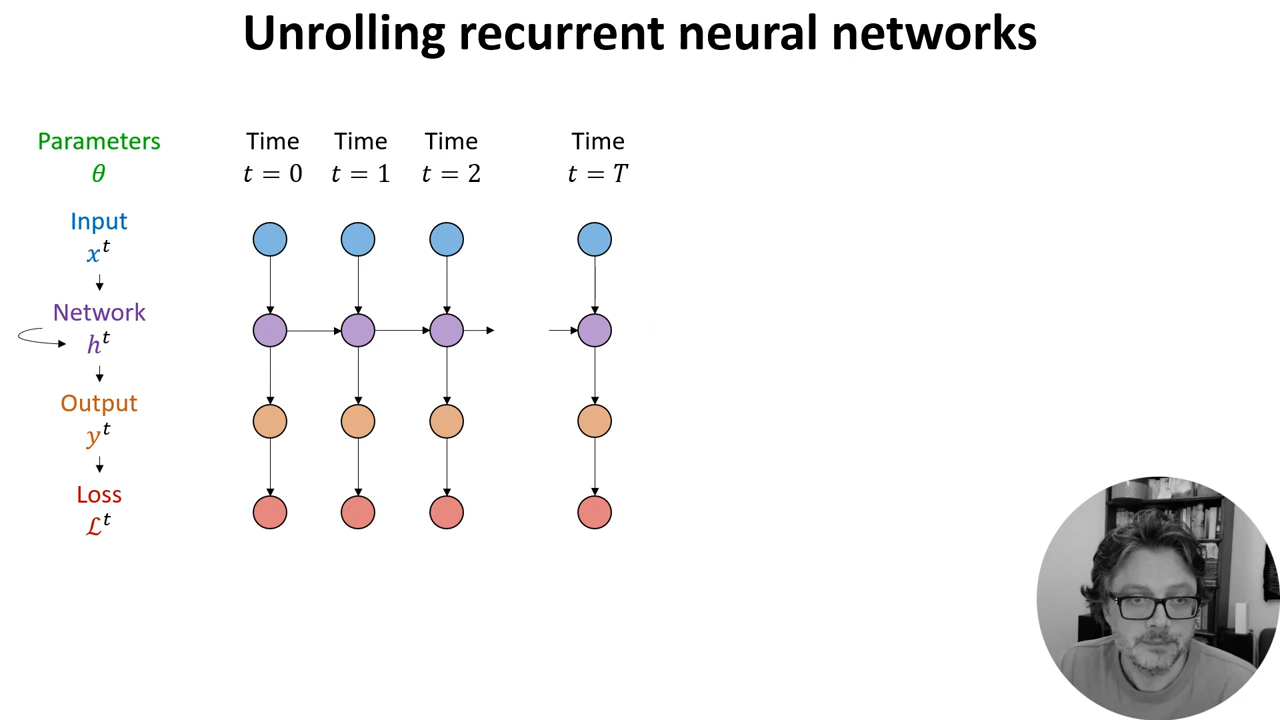 Unrolling recurrent neural networks
Parameters
θ
Time Time Time Time
t = 0 t = 1 t = 2 t = T
Input
x^t
Network
h^t
Output
y^t
Loss
ℒ^t